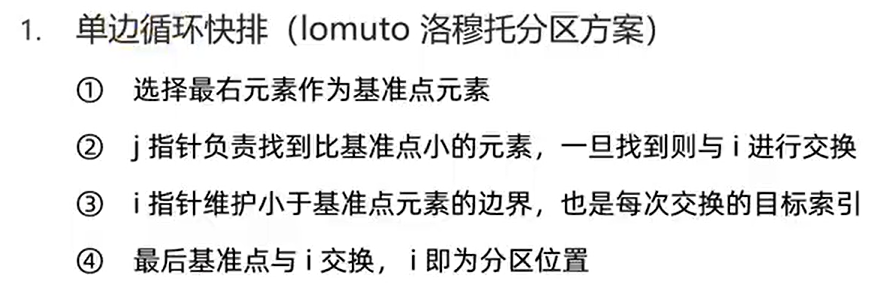 1. 单边循环快排（lomuto 洛穆托分区方案）
① 选择最右元素作为基准点元素
② j 指针负责找到比基准点小的元素，一旦找到则与 i 进行交换
③ i 指针维护小于基准点元素的边界，也是每次交换的目标索引
④ 最后基准点与 i 交换， i 即为分区位置